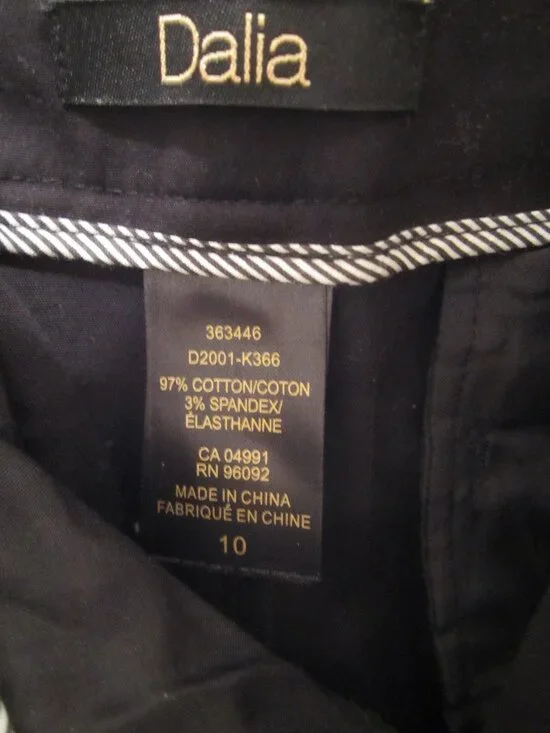 Dalia
363446
D2001-K366
97% COTTON/COTON
3% SPANDEX/
ÉLASTHANNE
CA 04991
RN 96092
MADE IN CHINA
FABRIQUÉ EN CHINE
10